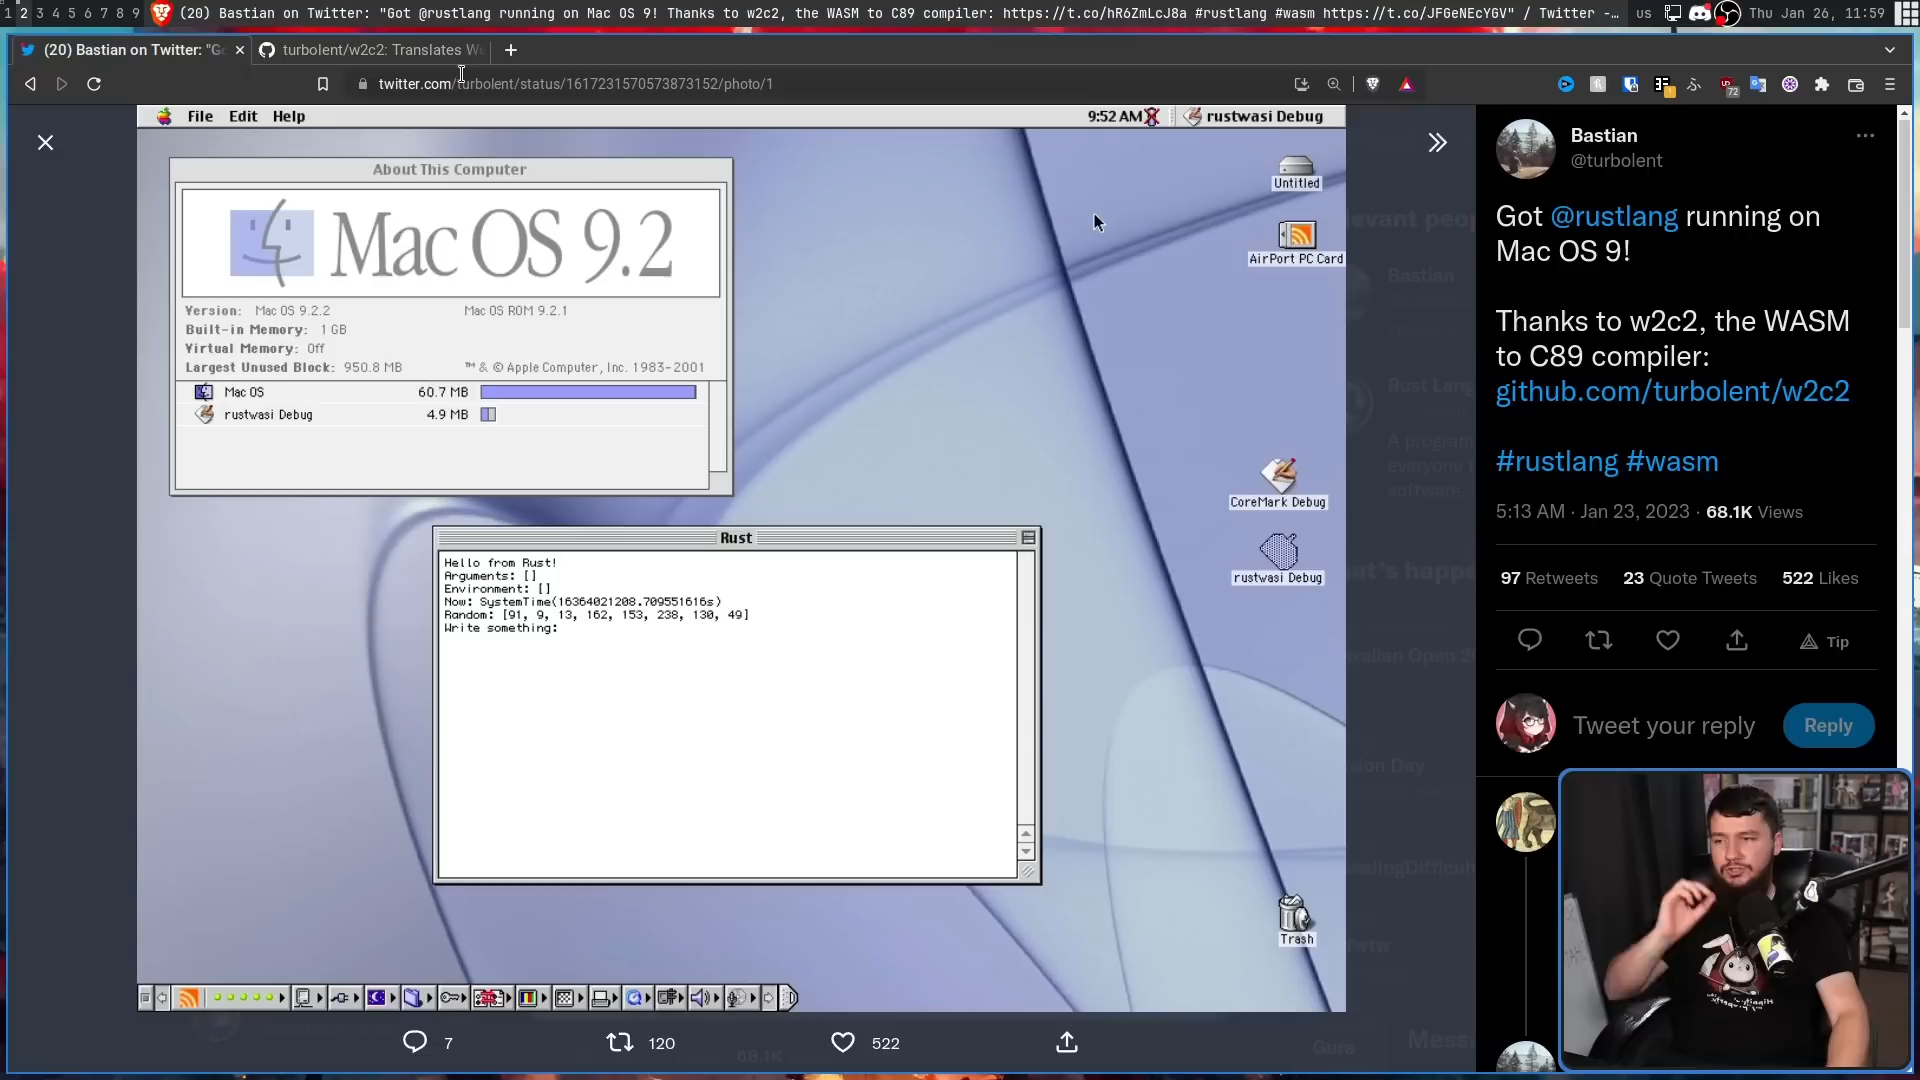 1 2 3 4 5 6 7 8 9 (20) Bastian on Twitter: "Got @rustlang running on Mac OS 9! Thanks to w2c2, the WASM to C89 compiler: https://t.co/hR6ZmLcJ8a #rustlang #wasm https://t.co/JFGeNEcYGV" / Twitter -... us Thu Jan 26, 11:59
(20) Bastian on Twitter: "Go
turbolent/w2c2: Translates We
twitter.com/turbolent/status/1617231570573873152/photo/1
72
File Edit Help
9:52 AM
rustwasi Debug
About This Computer
Mac OS 9.2
Version: Mac OS 9.2.2
Mac OS ROM 9.2.1
Built-in Memory: 1 GB
Virtual Memory: Off
Largest Unused Block: 950.8 MB
™ & © Apple Computer, Inc. 1983-2001
Mac OS 60.7 MB
rustwasi Debug 4.9 MB
Untitled
AirPort PC Card
CoreMark Debug
rustwasi Debug
Trash
Rust
Hello from Rust!
Arguments: []
Environment: []
Now: SystemTime(16364021208.709551616s)
Random: [91, 9, 13, 162, 153, 238, 130, 49]
Write something:
7
120
522
Bastian
@turbolent
Got @rustlang running on
Mac OS 9!
Thanks to w2c2, the WASM
to C89 compiler:
github.com/turbolent/w2c2
#rustlang #wasm
5:13 AM · Jan 23, 2023 · 68.1K Views
97 Retweets 23 Quote Tweets 522 Likes
Tip
Tweet your reply
Reply